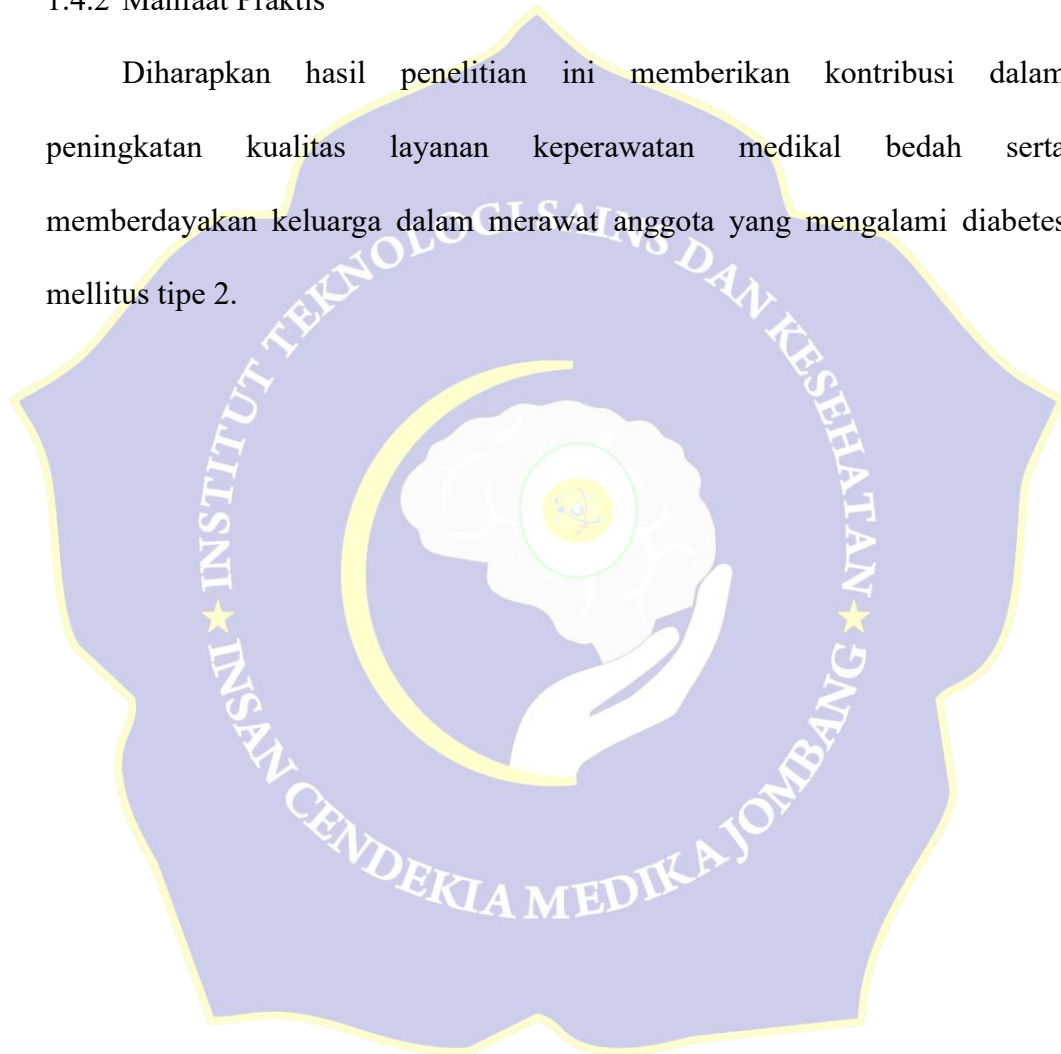 1.4.2 Manfaat Praktis
Diharapkan hasil penelitian ini memberikan kontribusi dalam
peningkatan kualitas layanan keperawatan medikal bedah serta
memberdayakan keluarga dalam merawat anggota yang mengalami diabetes
mellitus tipe 2.
INSTITUT TEKNOLOGI SAINS DAN KESEHATAN
INSAN CENDEKIA MEDIKA JOMBANG